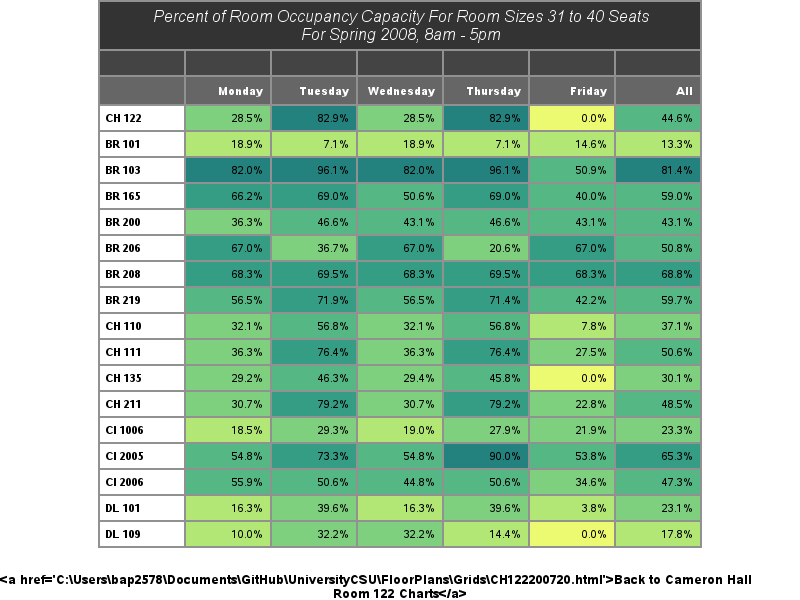 Percent of Room Occupancy Capacity For Room Sizes 31 to 40 Seats
For Spring 2008, 8am - 5pm
Monday Tuesday Wednesday Thursday Friday All
CH 122 28.5% 82.9% 28.5% 82.9% 0.0% 44.6%
BR 101 18.9% 7.1% 18.9% 7.1% 14.6% 13.3%
BR 103 82.0% 96.1% 82.0% 96.1% 50.9% 81.4%
BR 165 66.2% 69.0% 50.6% 69.0% 40.0% 59.0%
BR 200 36.3% 46.6% 43.1% 46.6% 43.1% 43.1%
BR 206 67.0% 36.7% 67.0% 20.6% 67.0% 50.8%
BR 208 68.3% 69.5% 68.3% 69.5% 68.3% 68.8%
BR 219 56.5% 71.9% 56.5% 71.4% 42.2% 59.7%
CH 110 32.1% 56.8% 32.1% 56.8% 7.8% 37.1%
CH 111 36.3% 76.4% 36.3% 76.4% 27.5% 50.6%
CH 135 29.2% 46.3% 29.4% 45.8% 0.0% 30.1%
CH 211 30.7% 79.2% 30.7% 79.2% 22.8% 48.5%
CI 1006 18.5% 29.3% 19.0% 27.9% 21.9% 23.3%
CI 2005 54.8% 73.3% 54.8% 90.0% 53.8% 65.3%
CI 2006 55.9% 50.6% 44.8% 50.6% 34.6% 47.3%
DL 101 16.3% 39.6% 16.3% 39.6% 3.8% 23.1%
DL 109 10.0% 32.2% 32.2% 14.4% 0.0% 17.8%
<a href='C:\Users\bap2578\Documents\GitHub\UniversityCSU\FloorPlans\Grids\CH122200720.html'>Back to Cameron Hall
Room 122 Charts</a>